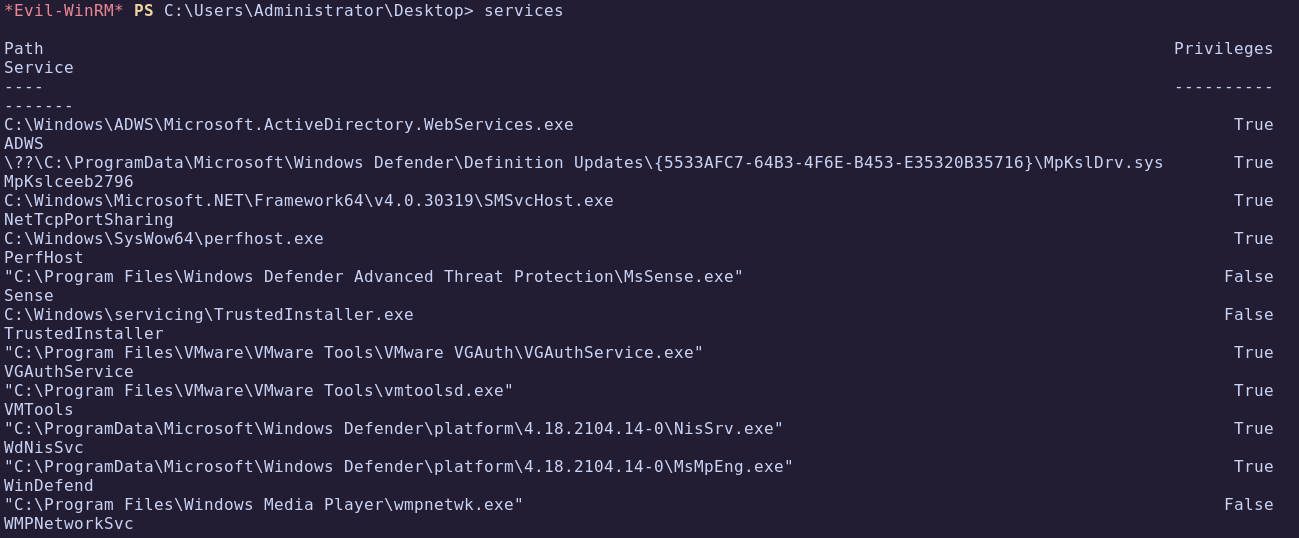 *Evil-WinRM* PS C:\Users\Administrator\Desktop> services
Path Privileges
Service
---- ----------
-------
C:\Windows\ADWS\Microsoft.ActiveDirectory.WebServices.exe True
ADWS
\??\C:\ProgramData\Microsoft\Windows Defender\Definition Updates\{5533AFC7-64B3-4F6E-B453-E35320B35716}\MpKslDrv.sys True
MpKslceeb2796
C:\Windows\Microsoft.NET\Framework64\v4.0.30319\SMSvcHost.exe True
NetTcpPortSharing
C:\Windows\SysWow64\perfhost.exe True
PerfHost
"C:\Program Files\Windows Defender Advanced Threat Protection\MsSense.exe" False
Sense
C:\Windows\servicing\TrustedInstaller.exe False
TrustedInstaller
"C:\Program Files\VMware\VMware Tools\VMware VGAuth\VGAuthService.exe" True
VGAuthService
"C:\Program Files\VMware\VMware Tools\vmtoolsd.exe" True
VMTools
"C:\ProgramData\Microsoft\Windows Defender\platform\4.18.2104.14-0\NisSrv.exe" True
WdNisSvc
"C:\ProgramData\Microsoft\Windows Defender\platform\4.18.2104.14-0\MsMpEng.exe" True
WinDefend
"C:\Program Files\Windows Media Player\wmpnetwk.exe" False
WMPNetworkSvc